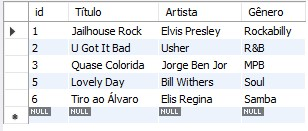 id Título Artista Gênero
1 Jailhouse Rock Elvis Presley Rockabilly
2 U Got It Bad Usher R&B
3 Quase Colorida Jorge Ben Jor MPB
5 Lovely Day Bill Withers Soul
6 Tiro ao Álvaro Elis Regina Samba
NULL NULL NULL NULL